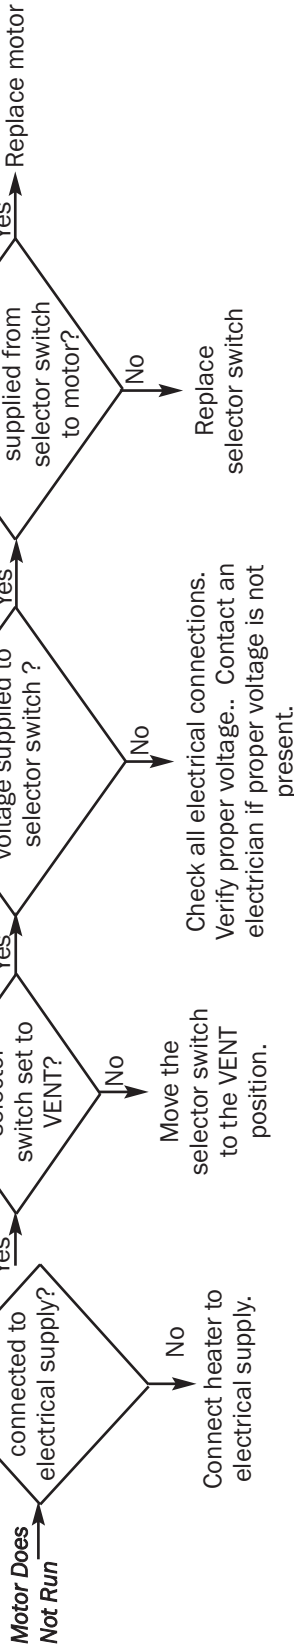 Motor Does
Not Run
connected to
electrical supply?
No
Connect heater to
electrical supply.
Yes
switch set to
VENT?
No
Move the
selector switch
to the VENT
position.
Yes
voltage supplied to
selector switch ?
No
Check all electrical connections.
Verify proper voltage.. Contact an
electrician if proper voltage is not
present.
Yes
supplied from
selector switch
to motor?
No
Replace
selector switch
Yes
Replace motor